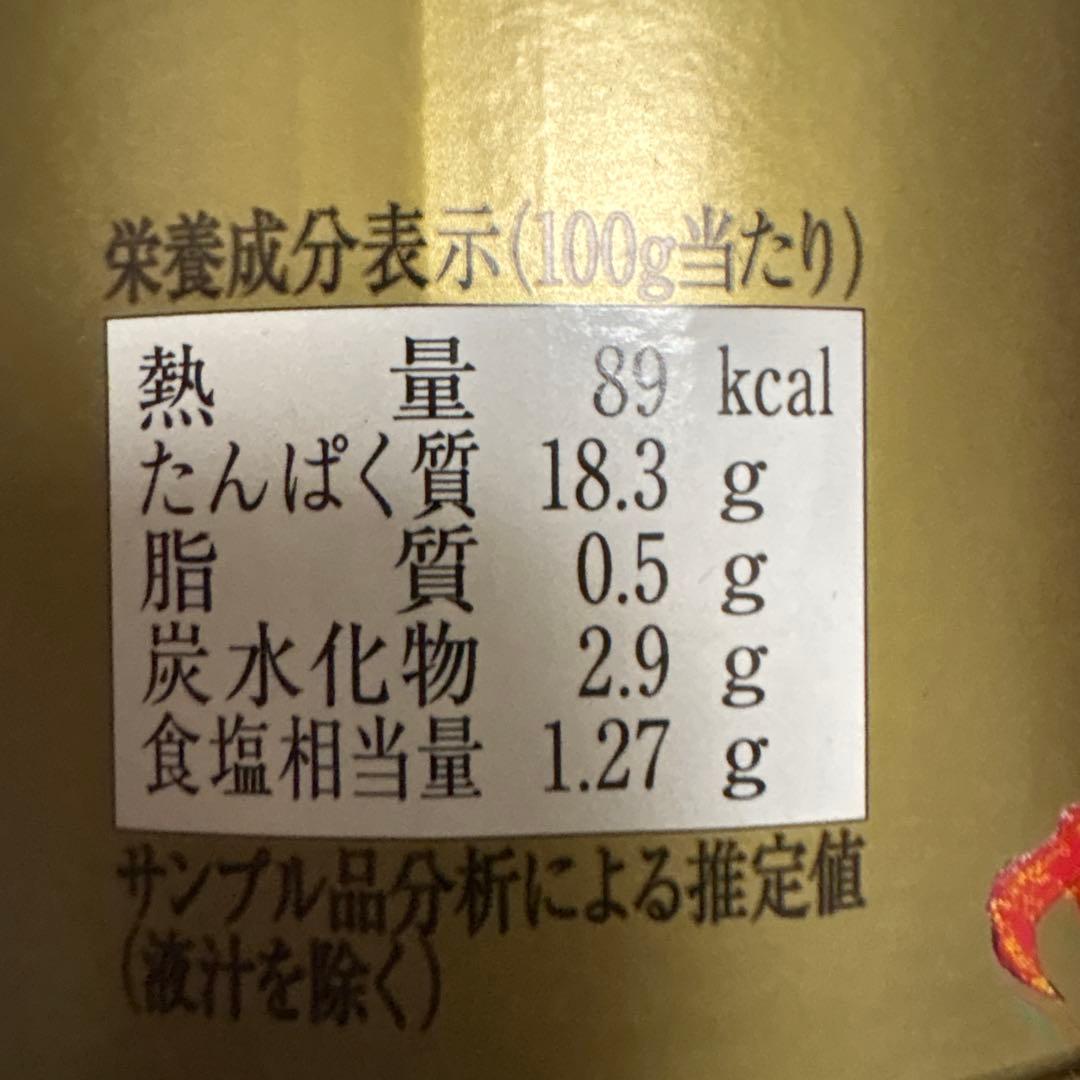 栄養成分表示(100g当たり)
熱量 89 kcal
たんぱく質 18.3 g
脂質 0.5 g
炭水化物 2.9 g
食塩相当量 1.27 g
サンプル品分析による推定値
(液汁を除く)